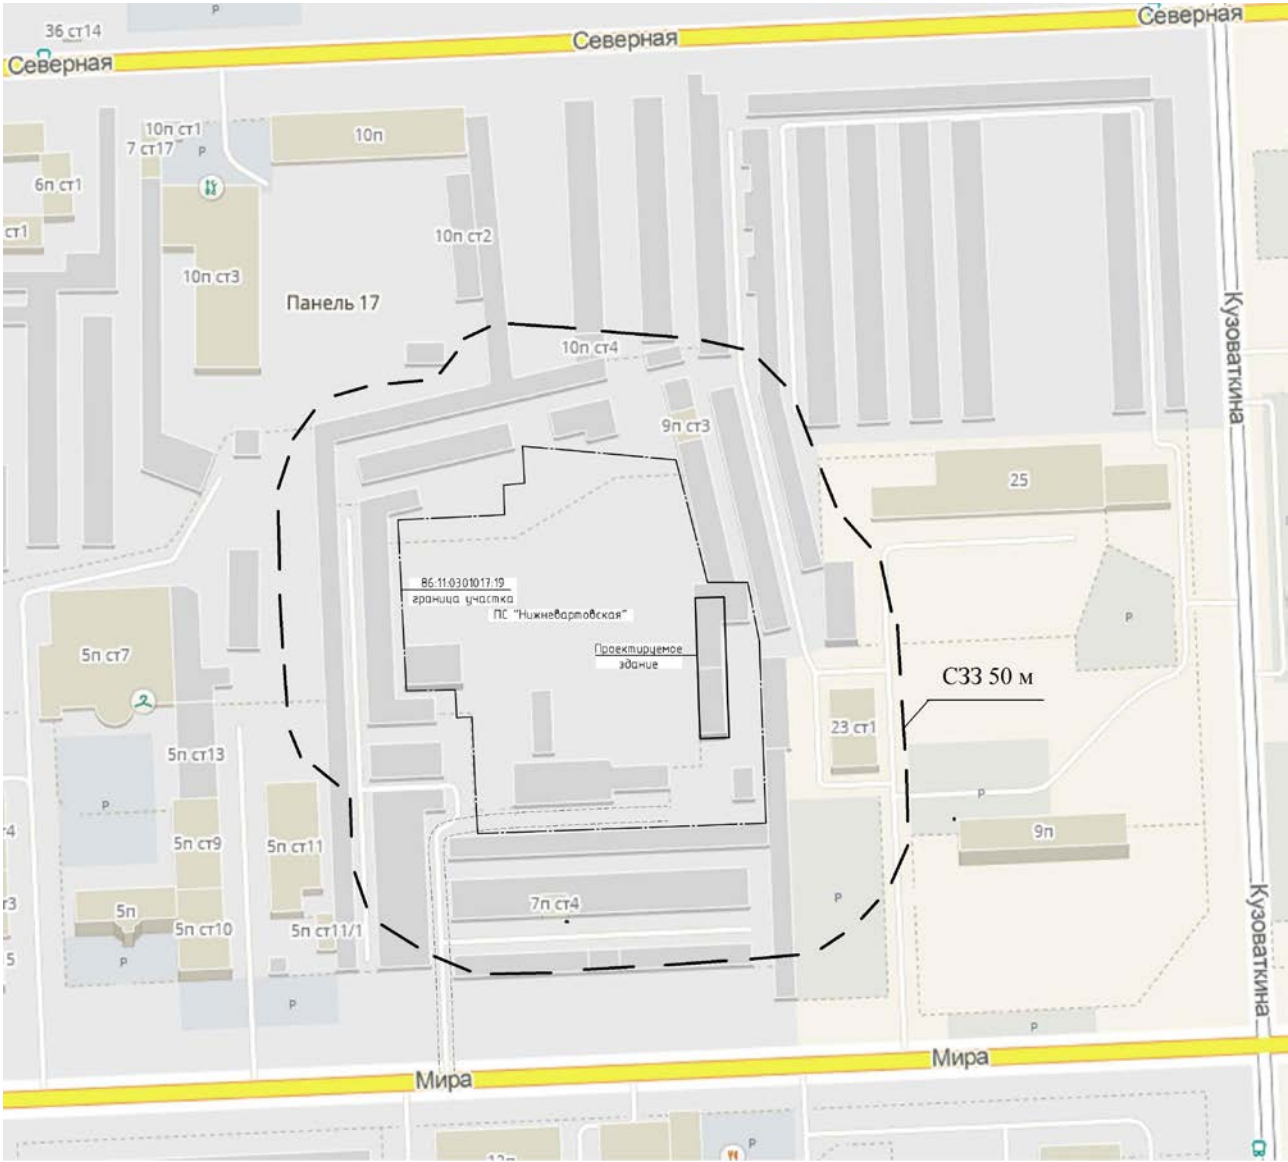 36 ст14
P
Северная
Северная
Северная
10п ст1
7 ст17
P
10п
6п ст1
ст1
10п ст2
10п ст3
Панель 17
Кузоваткина
10п ст4
9п ст3
25
86:11:0301017:19
граница участка
ПС "Нижневартовская"
P
Проектируемое
здание
5п ст7
СЗЗ 50 м
23 ст1
5п ст13
P
P
9п
5п ст9
5п ст11
Кузоваткина
7п ст4
P
5п
5п ст10
5п ст11/1
5
P
P
P
Мира
Мира
P